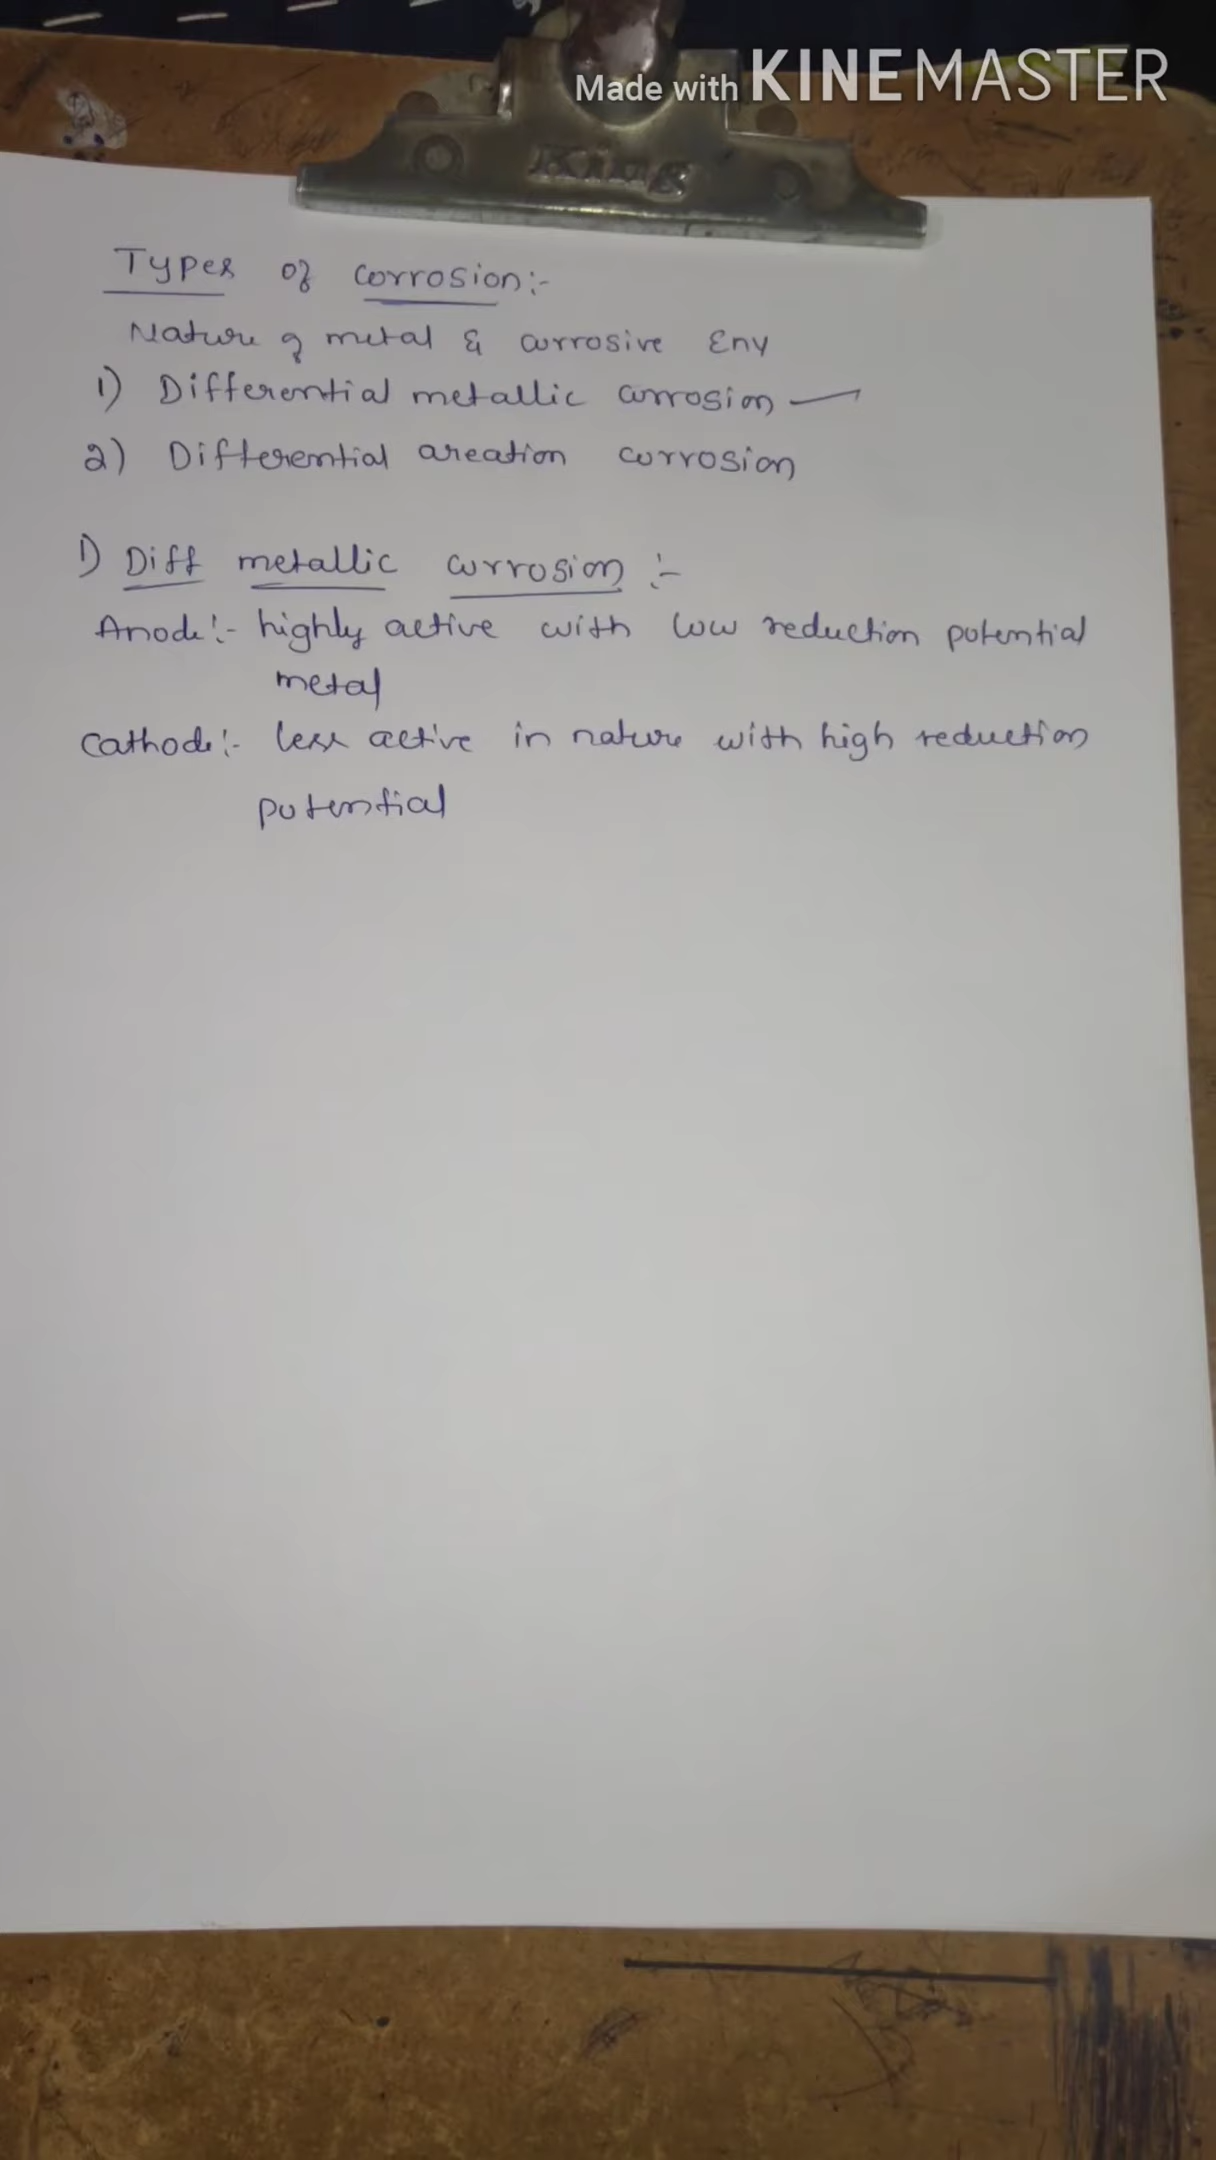 Made with KINEMASTER
King
Types of corrosion:-
Nature of metal & corrosive Env
1) Differential metallic corrosion —
2) Differential areation corrosion
1) Diff metallic corrosion :-
Anode:- highly active with low reduction potential
metal
Cathode:- less active in nature with high reduction
potential